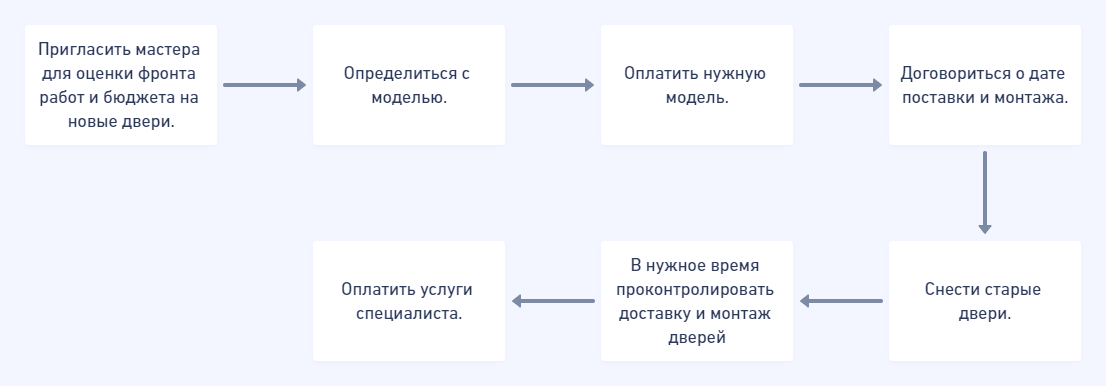 Пригласить мастера
для оценки фронта
работ и бюджета на
новые двери.
Определиться с
моделью.
Оплатить нужную
модель.
Договориться о дате
поставки и монтажа.
Снести старые
двери.
В нужное время
проконтролировать
доставку и монтаж
дверей
Оплатить услуги
специалиста.